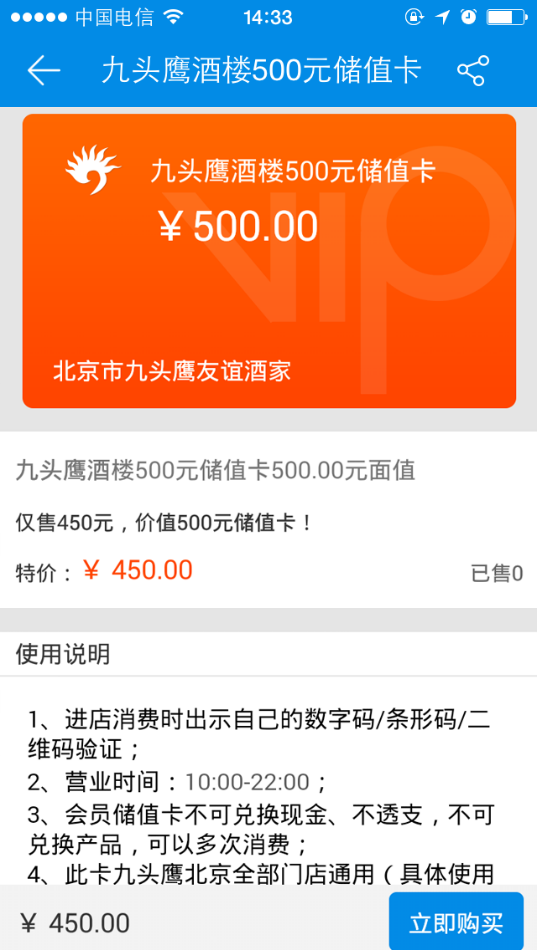 中国电信 14:33
九头鹰酒楼500元储值卡
九头鹰酒楼500元储值卡
￥500.00
VIP
北京市九头鹰友谊酒家
九头鹰酒楼500元储值卡500.00元面值
仅售450元，价值500元储值卡！
特价：￥ 450.00 已售0
使用说明
1、进店消费时出示自己的数字码/条形码/二
维码验证；
2、营业时间：10:00-22:00；
3、会员储值卡不可兑换现金、不透支，不可
兑换产品，可以多次消费；
4、此卡九头鹰北京全部门店通用（具体使用
￥ 450.00 立即购买